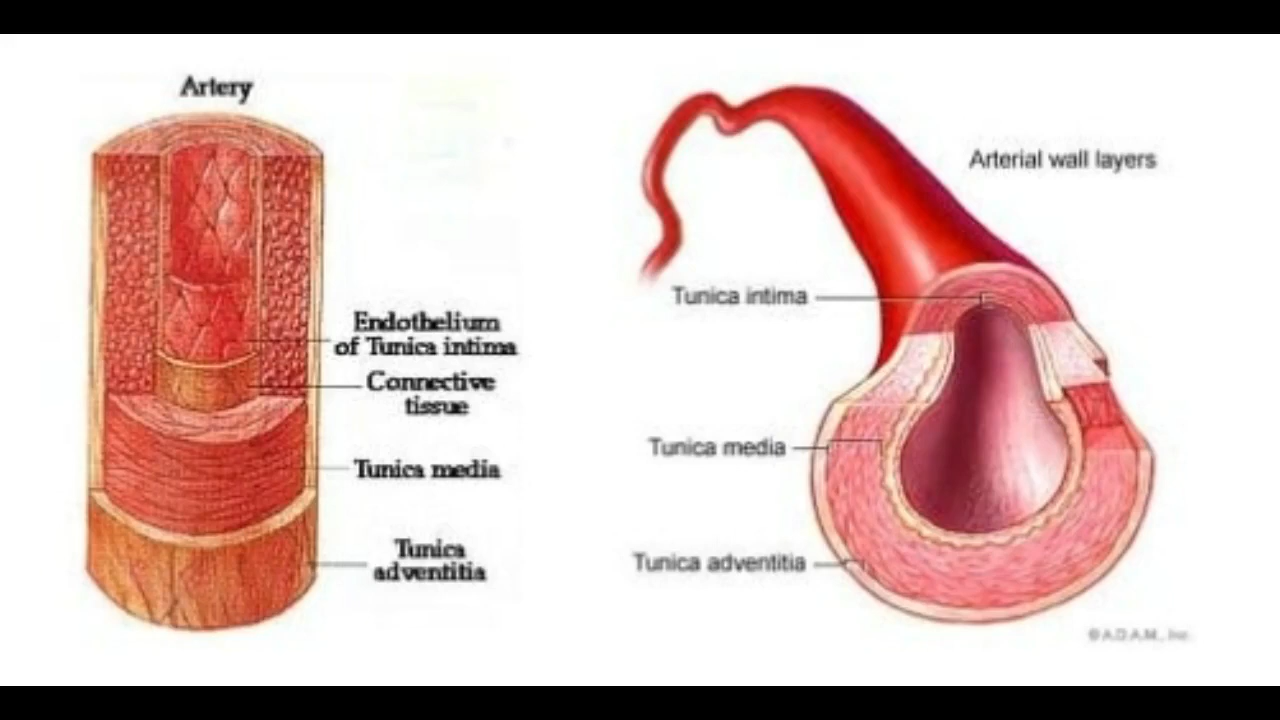 Artery
Endothelium
of Tunica intima
Connective
tissue
Tunica media
Tunica
adventitia
Arterial wall layers
Tunica intima
Tunica media
Tunica adventitia
©A.D.A.M., Inc.